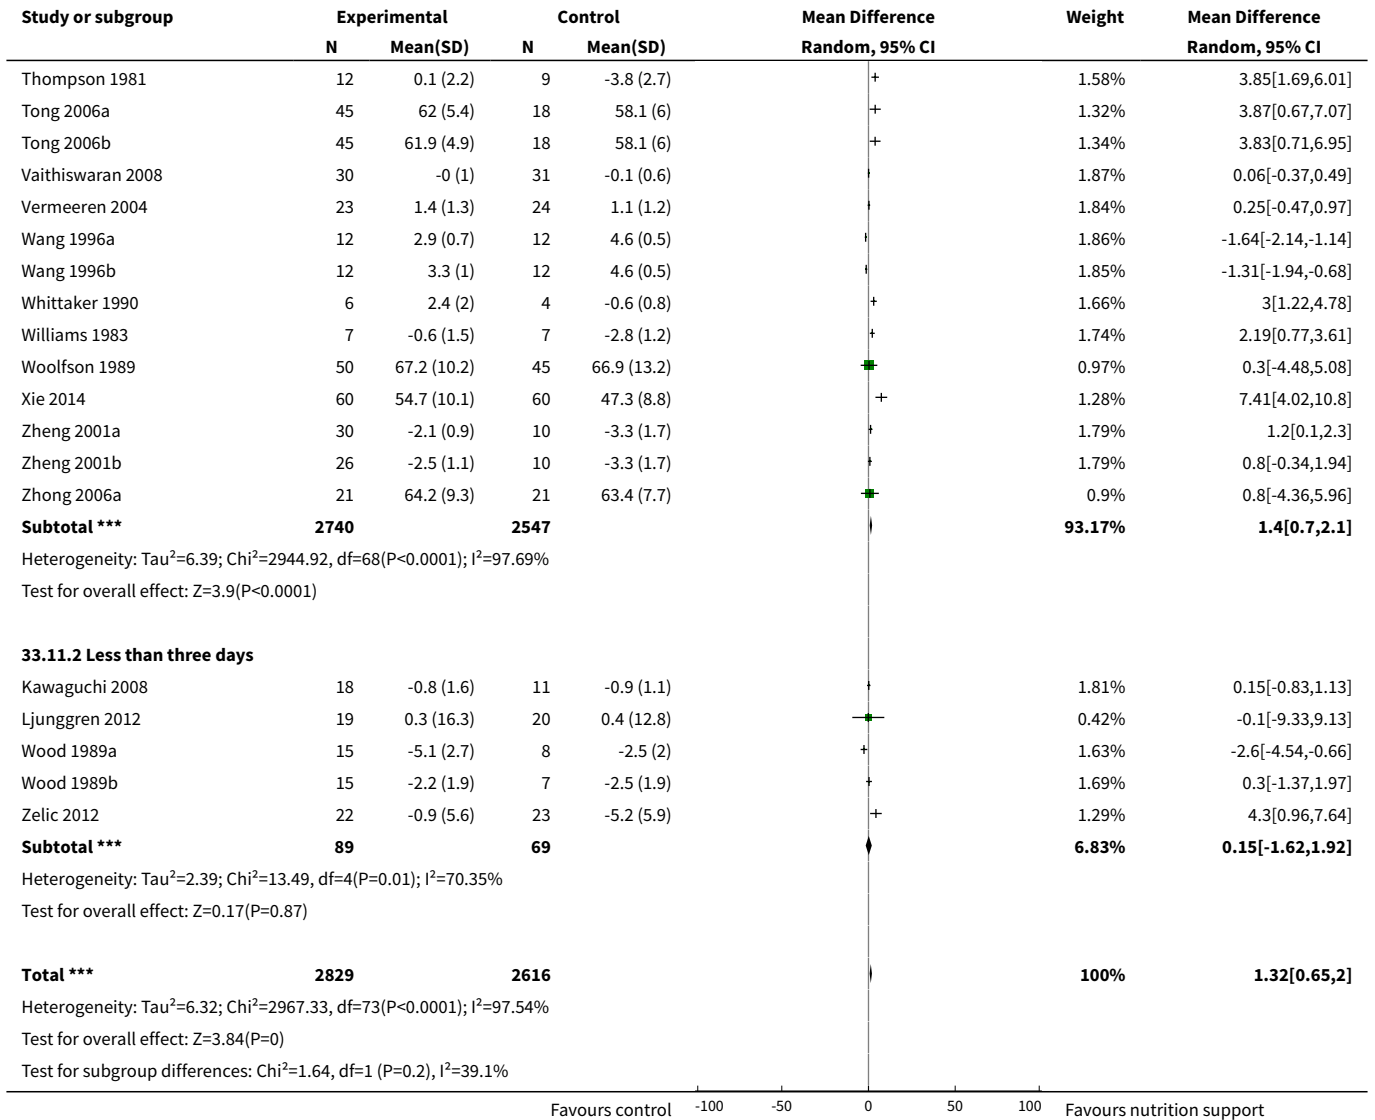 Study or subgroup Experimental Control Mean Difference Weight Mean Difference
N Mean(SD) N Mean(SD) Random, 95% CI Random, 95% CI
Thompson 1981 12 0.1 (2.2) 9 -3.8 (2.7) 1.58% 3.85[1.69,6.01]
Tong 2006a 45 62 (5.4) 18 58.1 (6) 1.32% 3.87[0.67,7.07]
Tong 2006b 45 61.9 (4.9) 18 58.1 (6) 1.34% 3.83[0.71,6.95]
Vaithiswaran 2008 30 -0 (1) 31 -0.1 (0.6) 1.87% 0.06[-0.37,0.49]
Vermeeren 2004 23 1.4 (1.3) 24 1.1 (1.2) 1.84% 0.25[-0.47,0.97]
Wang 1996a 12 2.9 (0.7) 12 4.6 (0.5) 1.86% -1.64[-2.14,-1.14]
Wang 1996b 12 3.3 (1) 12 4.6 (0.5) 1.85% -1.31[-1.94,-0.68]
Whittaker 1990 6 2.4 (2) 4 -0.6 (0.8) 1.66% 3[1.22,4.78]
Williams 1983 7 -0.6 (1.5) 7 -2.8 (1.2) 1.74% 2.19[0.77,3.61]
Woolfson 1989 50 67.2 (10.2) 45 66.9 (13.2) 0.97% 0.3[-4.48,5.08]
Xie 2014 60 54.7 (10.1) 60 47.3 (8.8) 1.28% 7.41[4.02,10.8]
Zheng 2001a 30 -2.1 (0.9) 10 -3.3 (1.7) 1.79% 1.2[0.1,2.3]
Zheng 2001b 26 -2.5 (1.1) 10 -3.3 (1.7) 1.79% 0.8[-0.34,1.94]
Zhong 2006a 21 64.2 (9.3) 21 63.4 (7.7) 0.9% 0.8[-4.36,5.96]
Subtotal *** 2740 2547 93.17% 1.4[0.7,2.1]
Heterogeneity: Tau²=6.39; Chi²=2944.92, df=68(P<0.0001); I²=97.69%
Test for overall effect: Z=3.9(P<0.0001)
33.11.2 Less than three days
Kawaguchi 2008 18 -0.8 (1.6) 11 -0.9 (1.1) 1.81% 0.15[-0.83,1.13]
Ljunggren 2012 19 0.3 (16.3) 20 0.4 (12.8) 0.42% -0.1[-9.33,9.13]
Wood 1989a 15 -5.1 (2.7) 8 -2.5 (2) 1.63% -2.6[-4.54,-0.66]
Wood 1989b 15 -2.2 (1.9) 7 -2.5 (1.9) 1.69% 0.3[-1.37,1.97]
Zelic 2012 22 -0.9 (5.6) 23 -5.2 (5.9) 1.29% 4.3[0.96,7.64]
Subtotal *** 89 69 6.83% 0.15[-1.62,1.92]
Heterogeneity: Tau²=2.39; Chi²=13.49, df=4(P=0.01); I²=70.35%
Test for overall effect: Z=0.17(P=0.87)
Total *** 2829 2616 100% 1.32[0.65,2]
Heterogeneity: Tau²=6.32; Chi²=2967.33, df=73(P<0.0001); I²=97.54%
Test for overall effect: Z=3.84(P=0)
Test for subgroup differences: Chi²=1.64, df=1 (P=0.2), I²=39.1%
Favours control -100 -50 0 50 100 Favours nutrition support